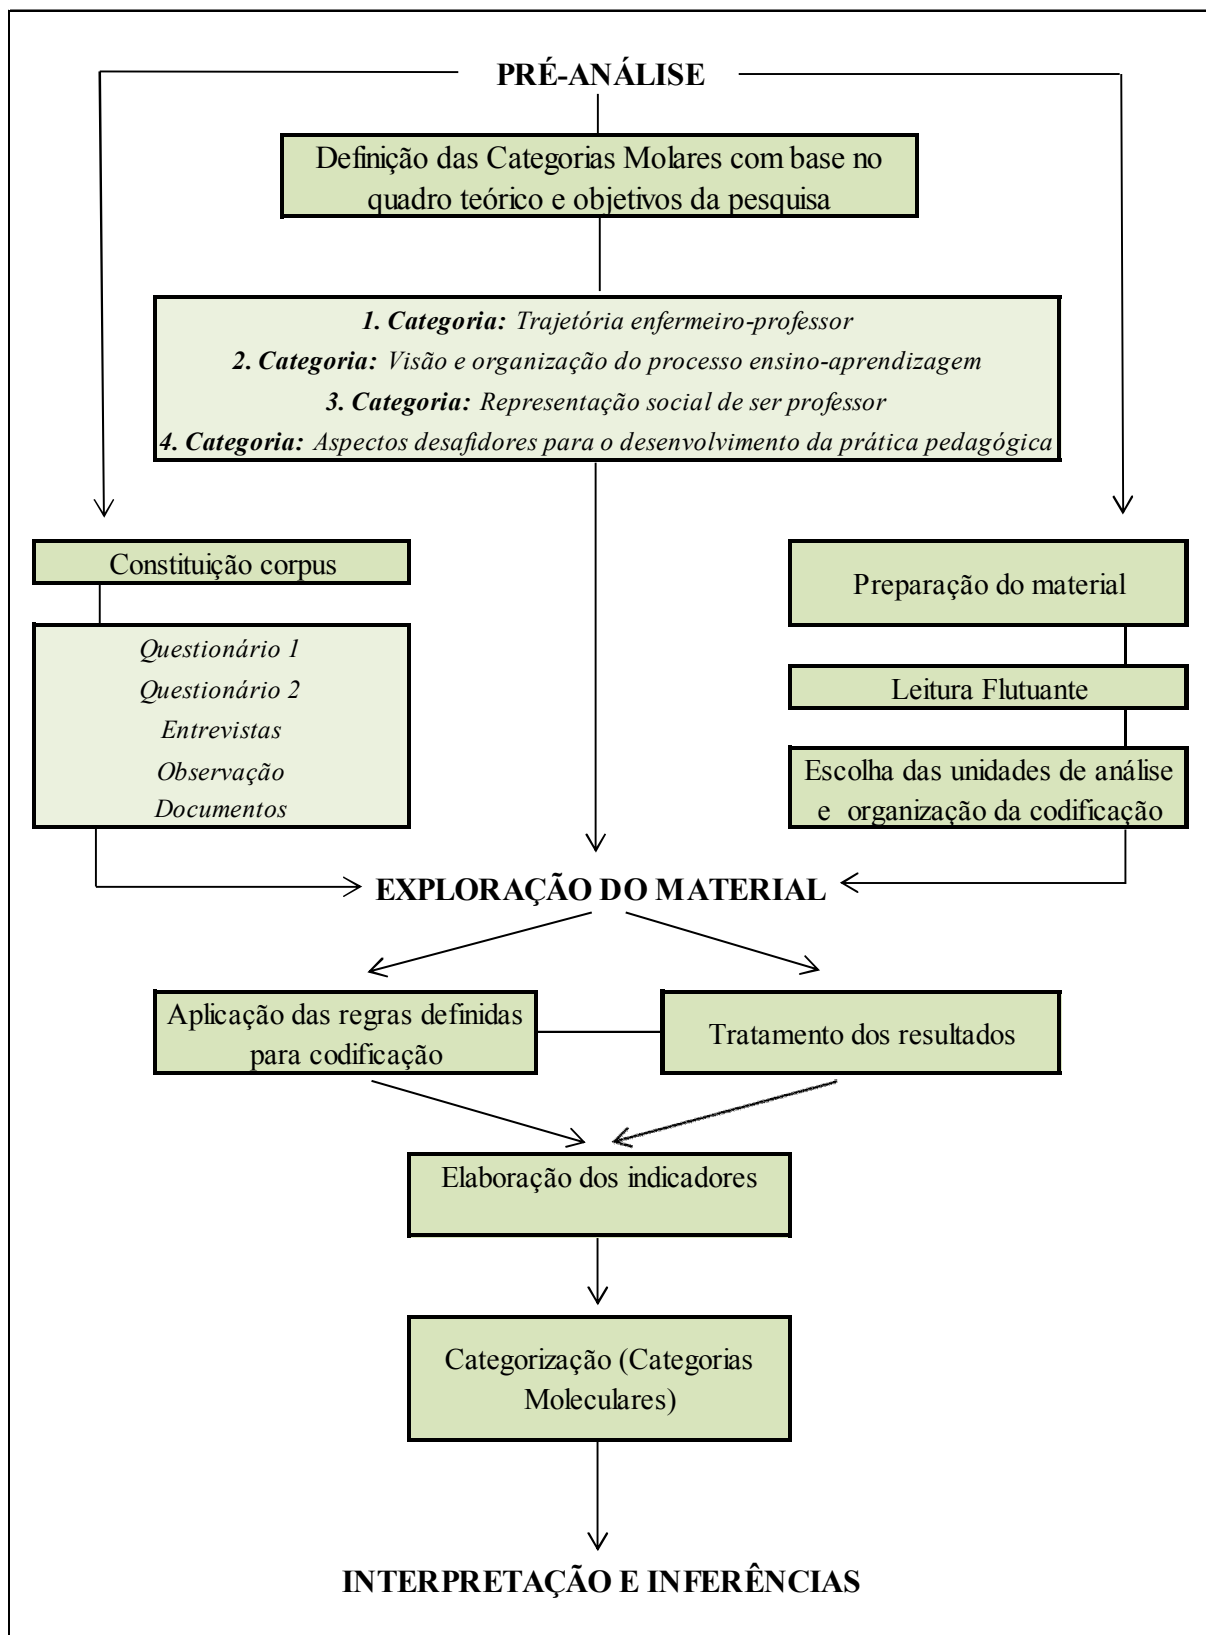 PRÉ-ANÁLISE
Definição das Categorias Molares com base no
quadro teórico e objetivos da pesquisa
1. Categoria: Trajetória enfermeiro-professor
2. Categoria: Visão e organização do processo ensino-aprendizagem
3. Categoria: Representação social de ser professor
4. Categoria: Aspectos desafidores para o desenvolvimento da prática pedagógica
Constituição corpus
Questionário 1
Questionário 2
Entrevistas
Observação
Documentos
Preparação do material
Leitura Flutuante
Escolha das unidades de análise
e organização da codificação
EXPLORAÇÃO DO MATERIAL
Aplicação das regras definidas
para codificação
Tratamento dos resultados
Elaboração dos indicadores
Categorização (Categorias
Moleculares)
INTERPRETAÇÃO E INFERÊNCIAS